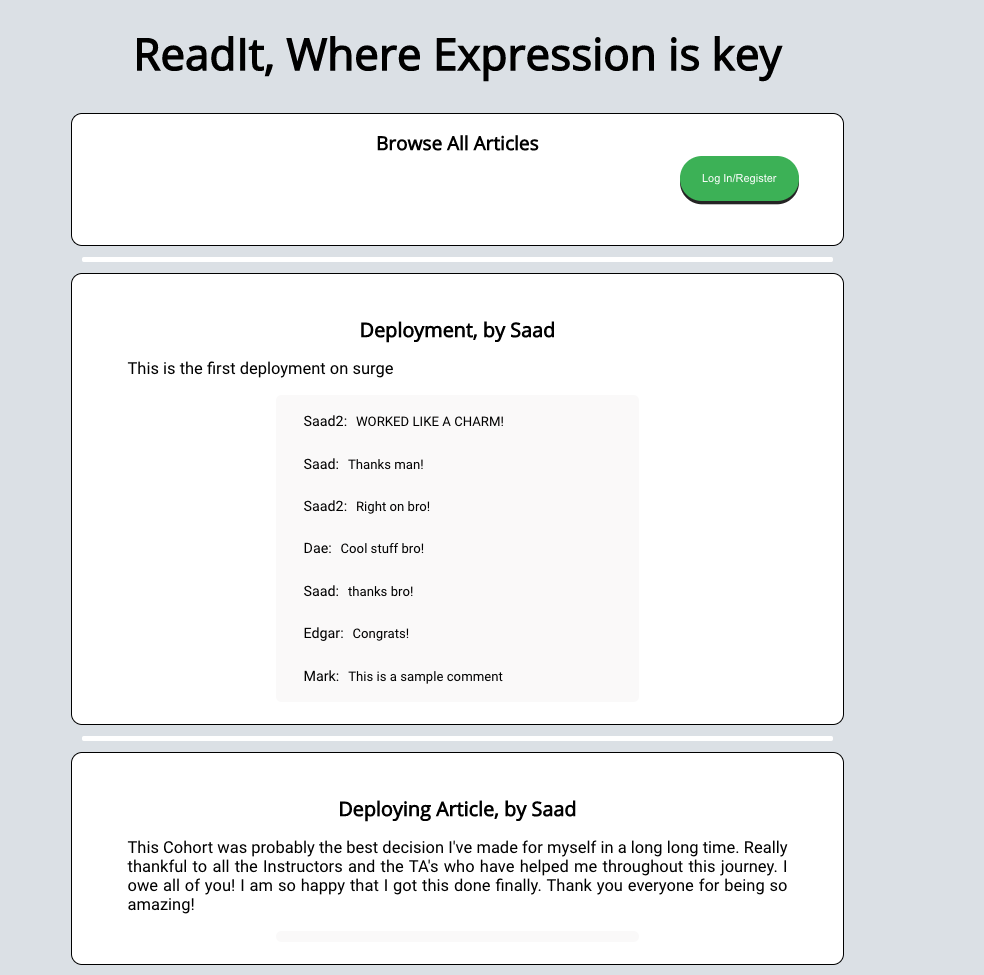 ReadIt, Where Expression is key
Browse All Articles
Log In/Register
Deployment, by Saad
This is the first deployment on surge
Saad2: WORKED LIKE A CHARM!
Saad: Thanks man!
Saad2: Right on bro!
Dae: Cool stuff bro!
Saad: thanks bro!
Edgar: Congrats!
Mark: This is a sample comment
Deploying Article, by Saad
This Cohort was probably the best decision I've made for myself in a long long time. Really
thankful to all the Instructors and the TA's who have helped me throughout this journey. I
owe all of you! I am so happy that I got this done finally. Thank you everyone for being so
amazing!